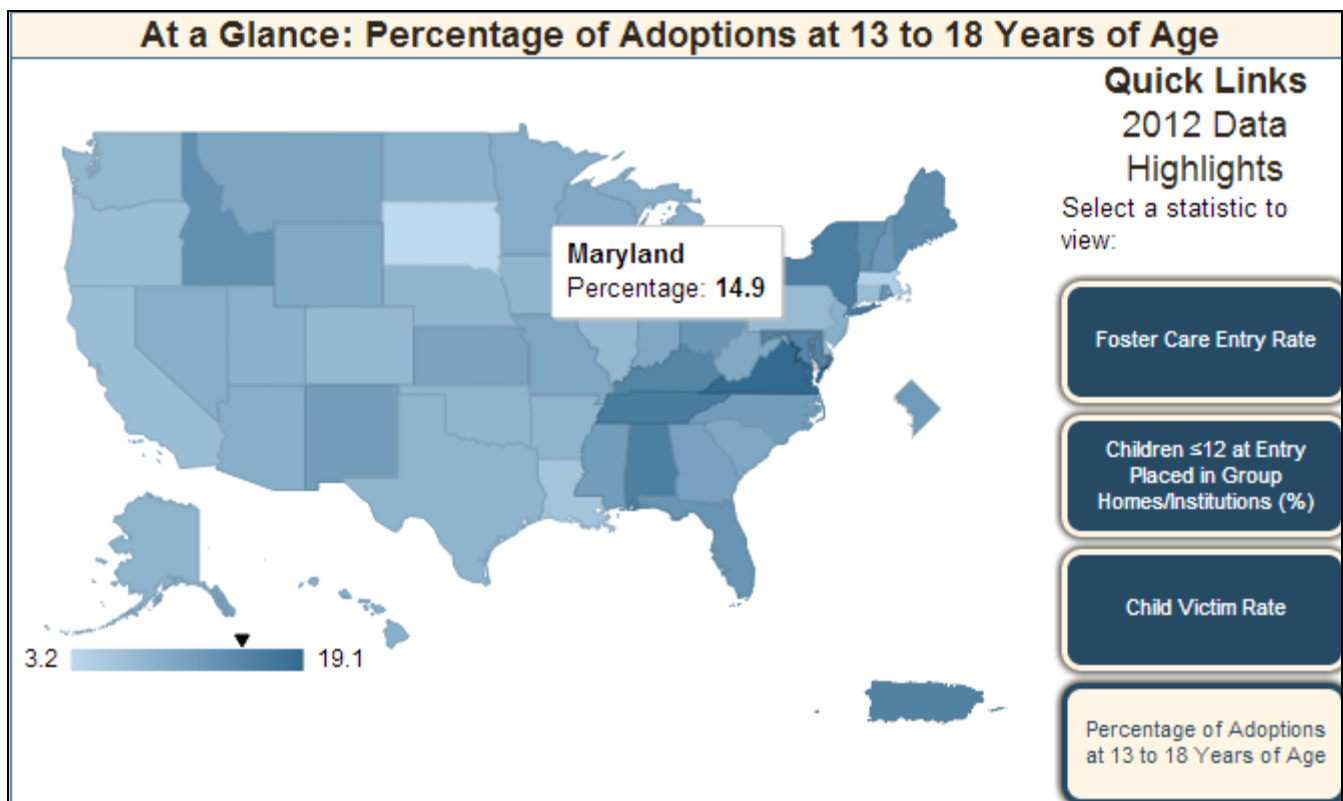 At a Glance: Percentage of Adoptions at 13 to 18 Years of Age
Quick Links
2012 Data
Highlights
Select a statistic to
view:
Maryland
Percentage: 14.9
Foster Care Entry Rate
Children ≤12 at Entry
Placed in Group
Homes/Institutions (%)
Child Victim Rate
Percentage of Adoptions
at 13 to 18 Years of Age
3.2
19.1